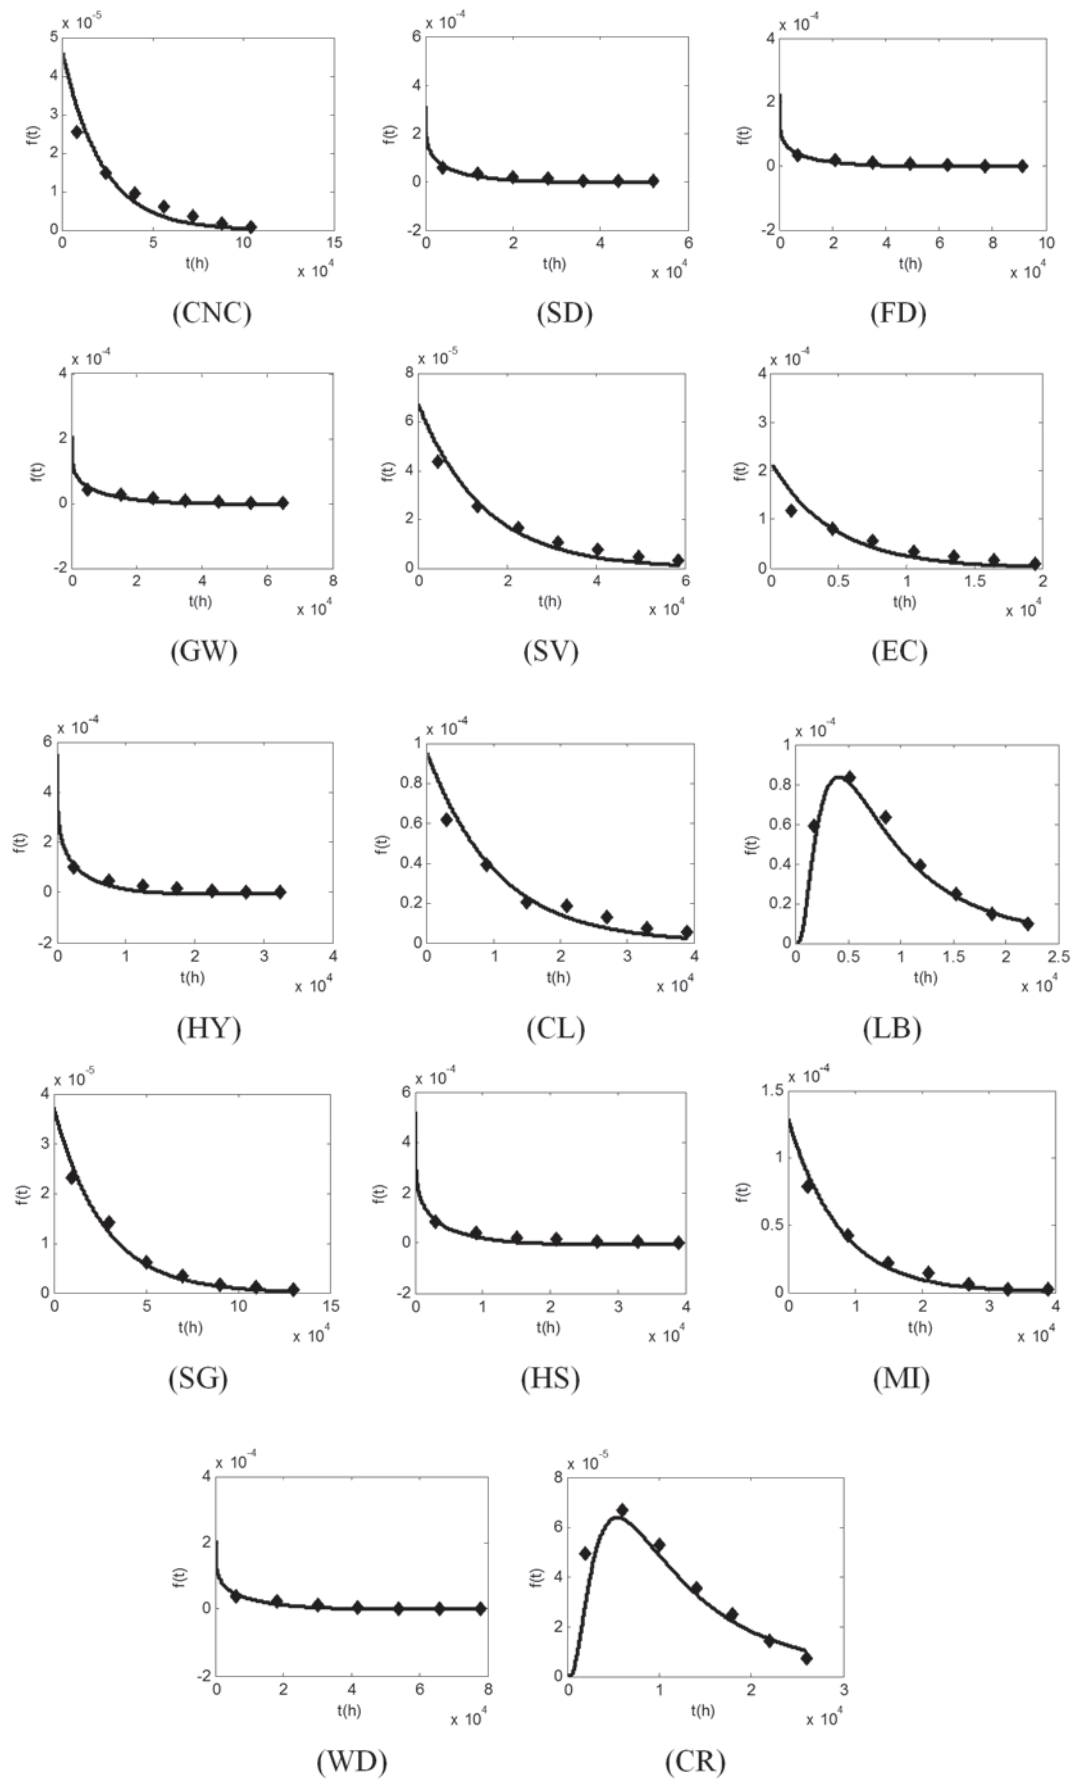 x 10^-5
5
4
3
2
1
0
f(t)
0 5 10 15
t(h)
x 10^4
(CNC)
x 10^-4
6
4
2
0
-2
f(t)
0 2 4 6
t(h)
x 10^4
(SD)
x 10^-4
4
2
0
-2
f(t)
0 2 4 6 8 10
t(h)
x 10^4
(FD)
x 10^-4
4
2
0
-2
f(t)
0 2 4 6 8
t(h)
x 10^4
(GW)
x 10^-5
8
6
4
2
0
f(t)
0 2 4 6
t(h)
x 10^4
(SV)
x 10^-4
4
3
2
1
0
f(t)
0 0.5 1 1.5 2
t(h)
x 10^4
(EC)
x 10^-4
6
4
2
0
-2
f(t)
0 1 2 3 4
t(h)
x 10^4
(HY)
x 10^-4
1
0.8
0.6
0.4
0.2
0
f(t)
0 1 2 3 4
t(h)
x 10^4
(CL)
x 10^-4
1
0.8
0.6
0.4
0.2
0
f(t)
0 0.5 1 1.5 2 2.5
t(h)
x 10^4
(LB)
x 10^-5
4
3
2
1
0
f(t)
0 5 10 15
t(h)
x 10^4
(SG)
x 10^-4
6
4
2
0
-2
f(t)
0 1 2 3 4
t(h)
x 10^4
(HS)
x 10^-4
1.5
1
0.5
0
f(t)
0 1 2 3 4
t(h)
x 10^4
(MI)
x 10^-4
4
2
0
-2
f(t)
0 2 4 6 8
t(h)
x 10^4
(WD)
x 10^-5
8
6
4
2
0
f(t)
0 1 2 3
t(h)
x 10^4
(CR)